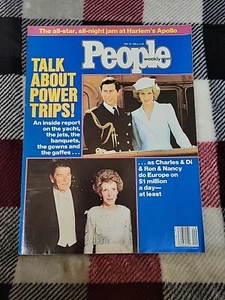 The all-star, all-night jam at Harlem's Apollo
People
weekly
TALK
ABOUT
POWER
TRIPS!
An inside report
on the yacht,
the jets, the
banquets,
the gowns and
the gaffes . . .
. . . as Charles & Di
& Ron & Nancy
do Europe on
$1 million
a day—
at least